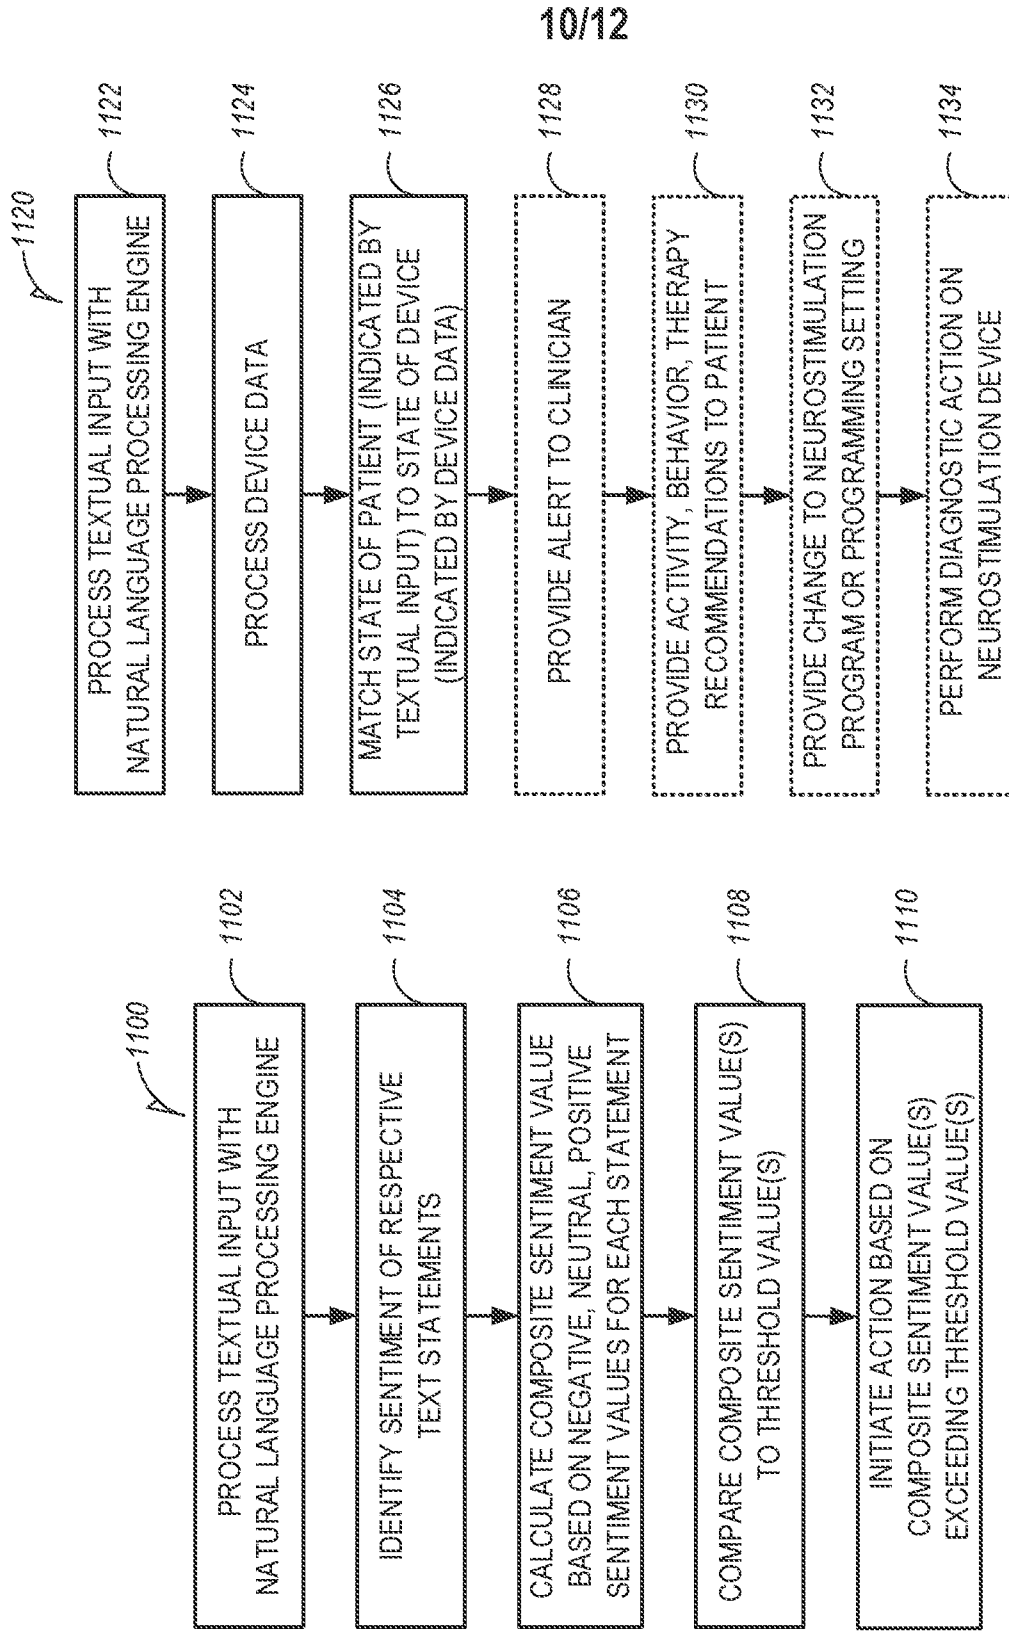 10/12
1100
PROCESS TEXTUAL INPUT WITH
NATURAL LANGUAGE PROCESSING ENGINE
1102
IDENTIFY SENTIMENT OF RESPECTIVE
TEXT STATEMENTS
1104
CALCULATE COMPOSITE SENTIMENT VALUE
BASED ON NEGATIVE, NEUTRAL, POSITIVE
SENTIMENT VALUES FOR EACH STATEMENT
1106
COMPARE COMPOSITE SENTIMENT VALUE(S)
TO THRESHOLD VALUE(S)
1108
INITIATE ACTION BASED ON
COMPOSITE SENTIMENT VALUE(S)
EXCEEDING THRESHOLD VALUE(S)
1110
1120
PROCESS TEXTUAL INPUT WITH
NATURAL LANGUAGE PROCESSING ENGINE
1122
PROCESS DEVICE DATA
1124
MATCH STATE OF PATIENT (INDICATED BY
TEXTUAL INPUT) TO STATE OF DEVICE
(INDICATED BY DEVICE DATA)
1126
PROVIDE ALERT TO CLINICIAN
1128
PROVIDE ACTIVITY, BEHAVIOR, THERAPY
RECOMMENDATIONS TO PATIENT
1130
PROVIDE CHANGE TO NEUROSTIMULATION
PROGRAM OR PROGRAMMING SETTING
1132
PERFORM DIAGNOSTIC ACTION ON
NEUROSTIMULATION DEVICE
1134